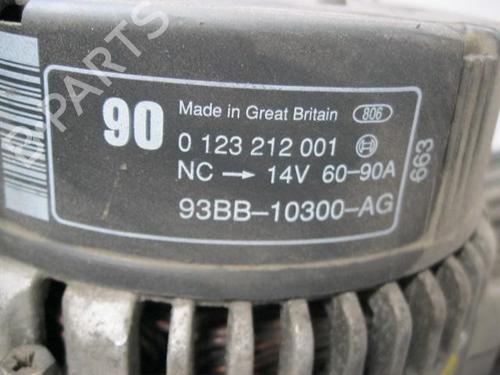 90 Made in Great Britain 806
0 123 212 001
NC → 14V 60-90A
93BB-10300-AG
663
B-PARTS